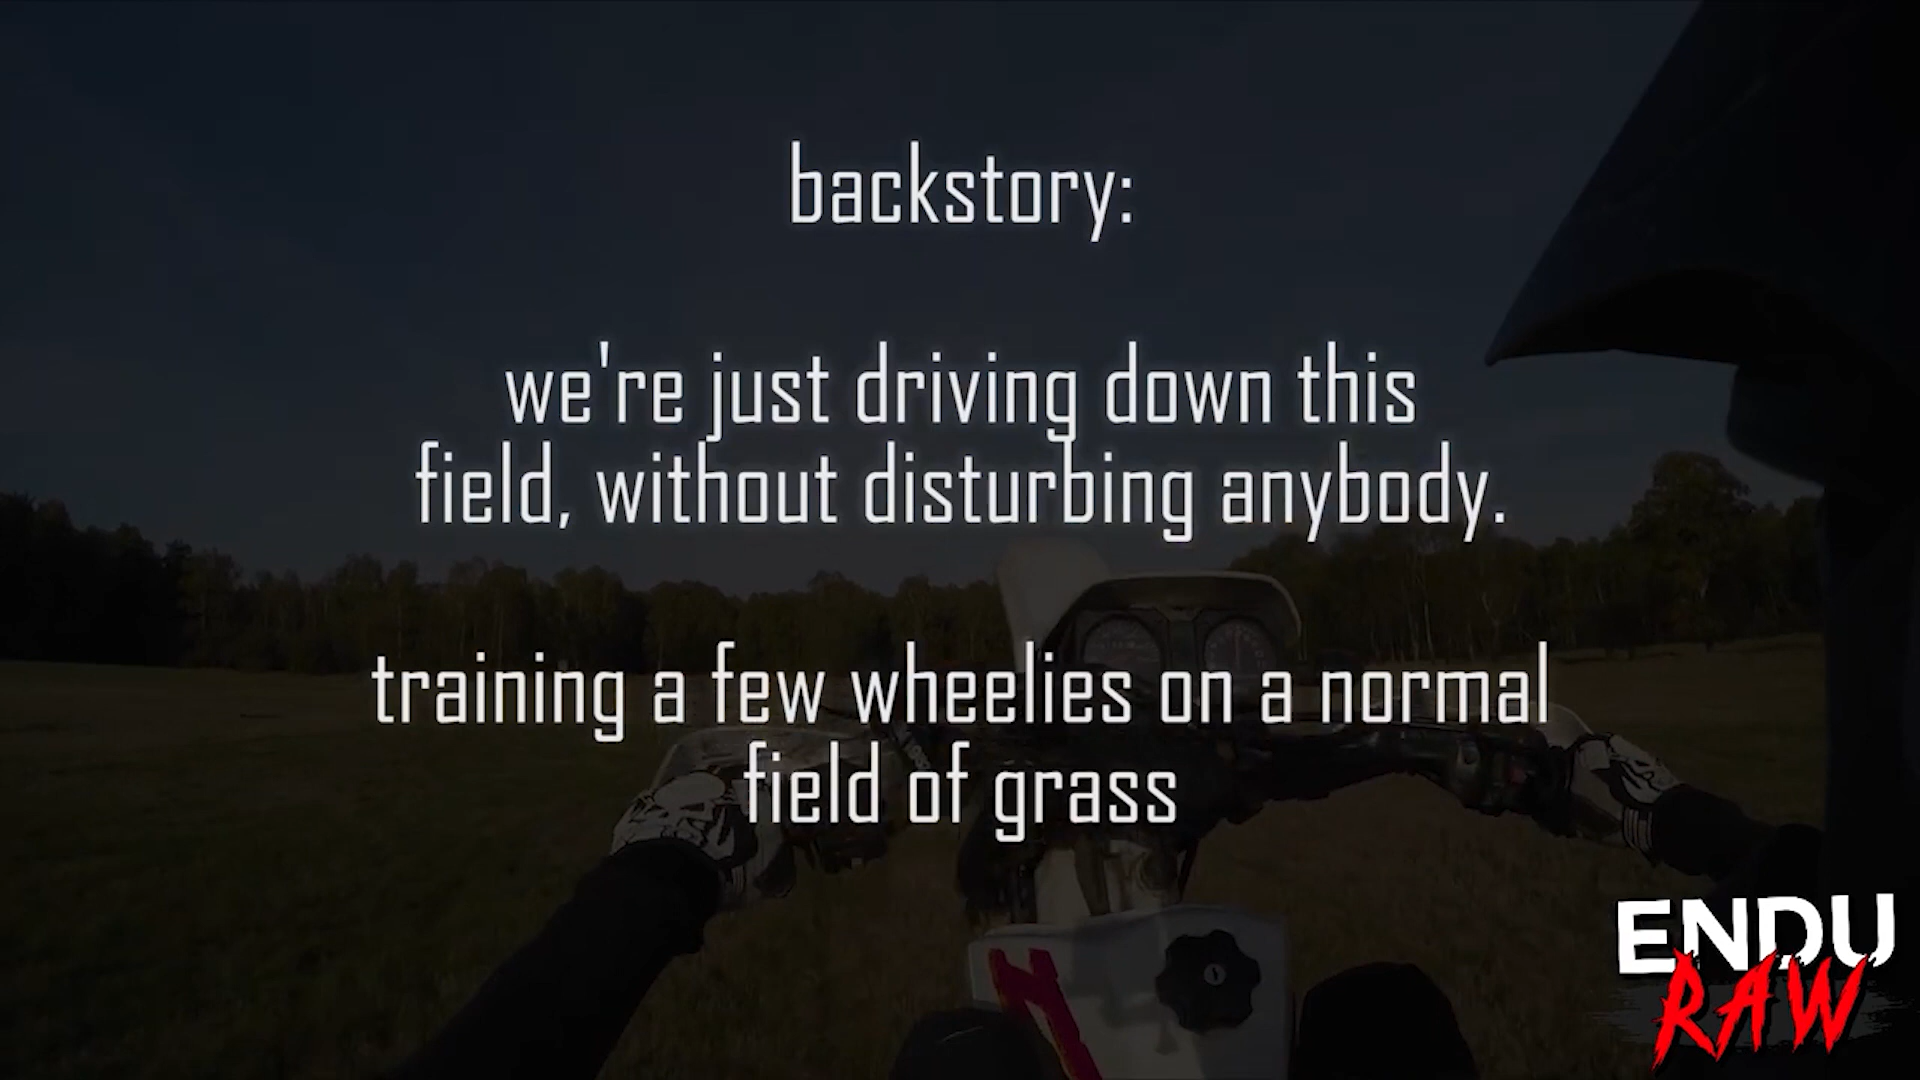 backstory:
we're just driving down this
field, without disturbing anybody.
training a few wheelies on a normal
field of grass
ENDU
RAW